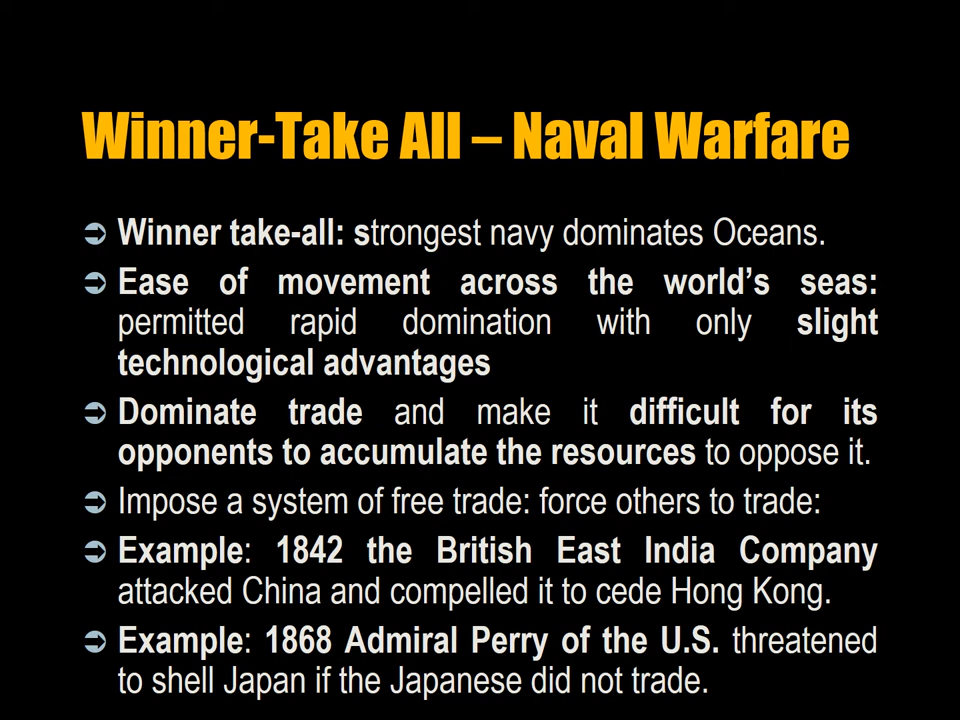 Winner-Take All – Naval Warfare
Winner take-all: strongest navy dominates Oceans.
Ease of movement across the world's seas:
permitted rapid domination with only slight
technological advantages
Dominate trade and make it difficult for its
opponents to accumulate the resources to oppose it.
Impose a system of free trade: force others to trade:
Example: 1842 the British East India Company
attacked China and compelled it to cede Hong Kong.
Example: 1868 Admiral Perry of the U.S. threatened
to shell Japan if the Japanese did not trade.